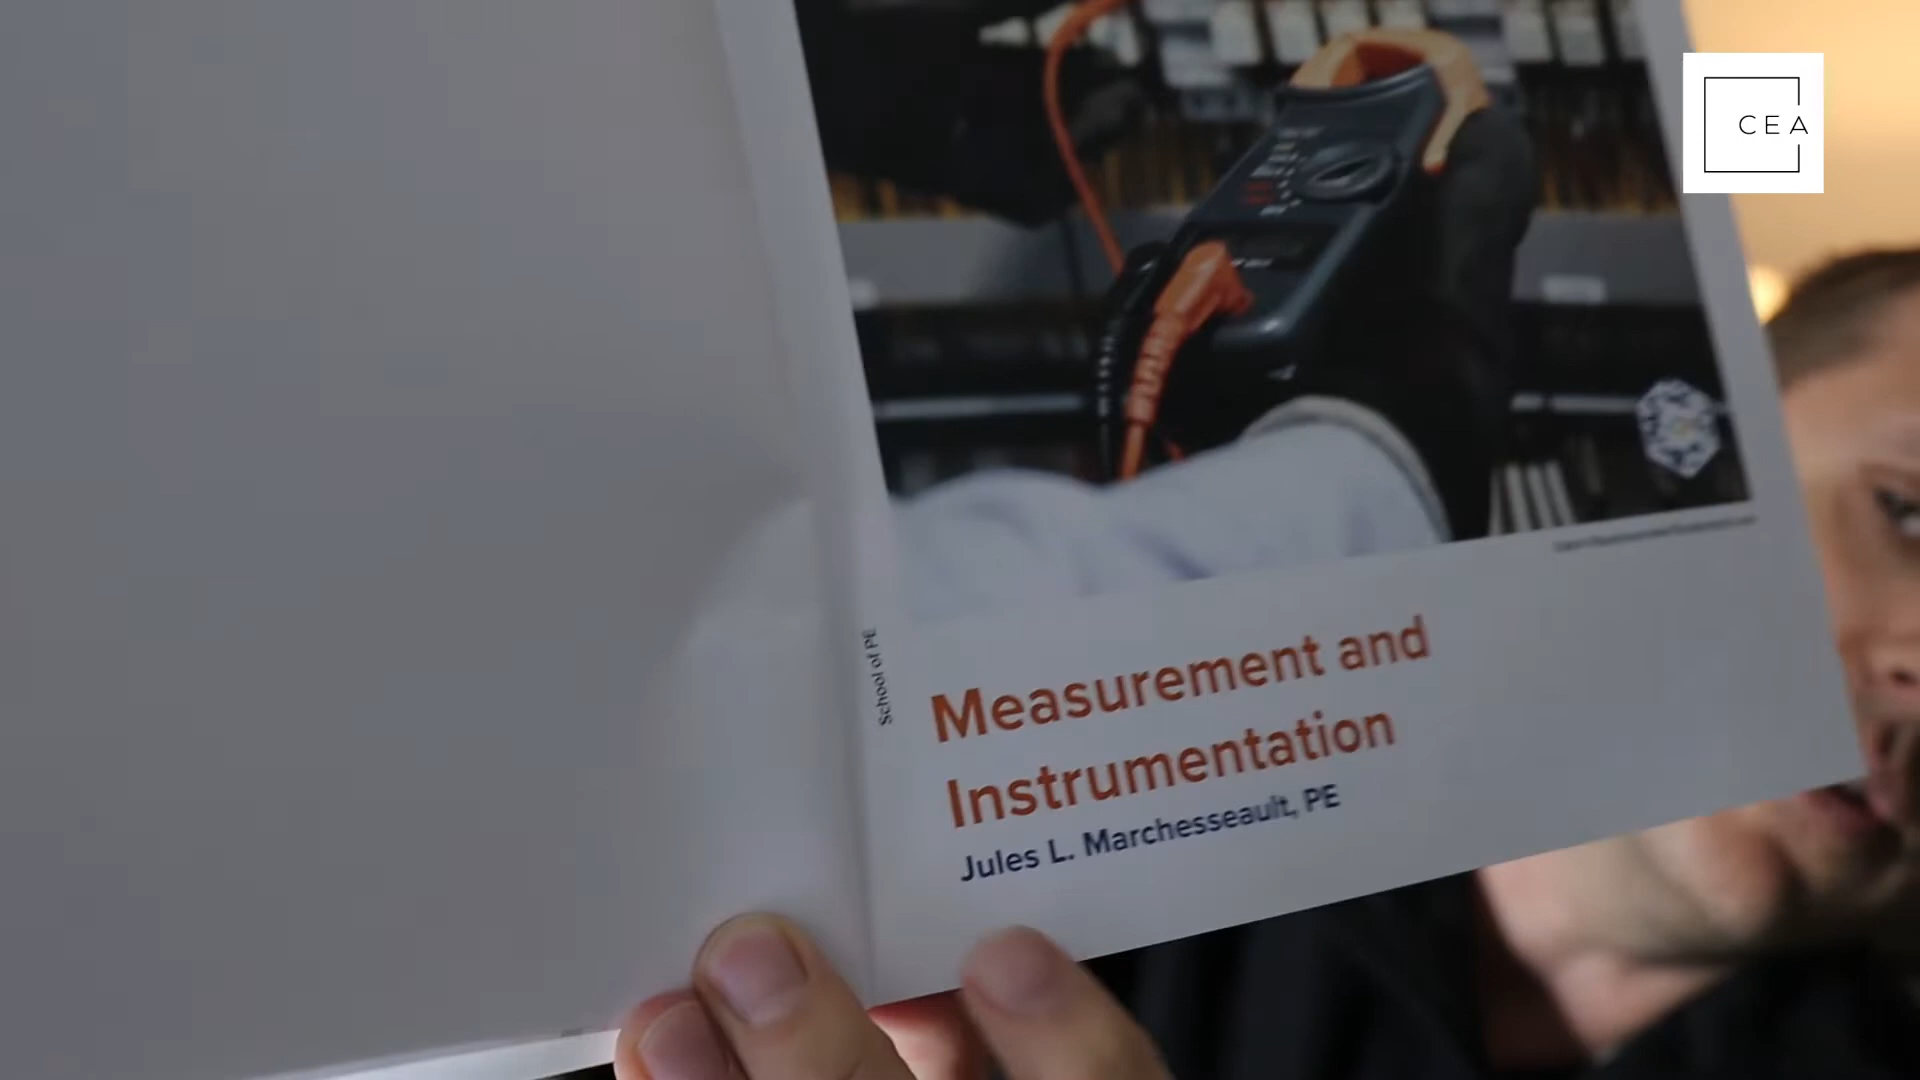 CEA
School of PE
Measurement and
Instrumentation
Jules L. Marchesseault, PE